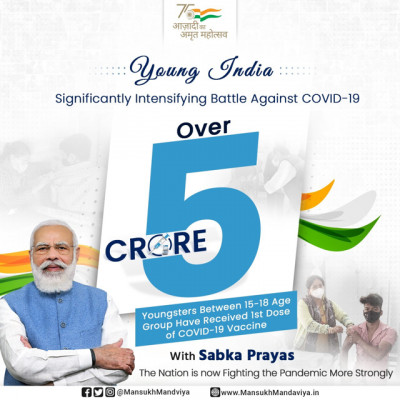 75
आज़ादी का
अमृत महोत्सव
Young India
Significantly Intensifying Battle Against COVID-19
Over
5
CRORE
Youngsters Between 15-18 Age
Group Have Received 1st Dose
of COVID-19 Vaccine
With Sabka Prayas
The Nation is now Fighting the Pandemic More Strongly
@MansukhMandviya www.MansukhMandaviya.in